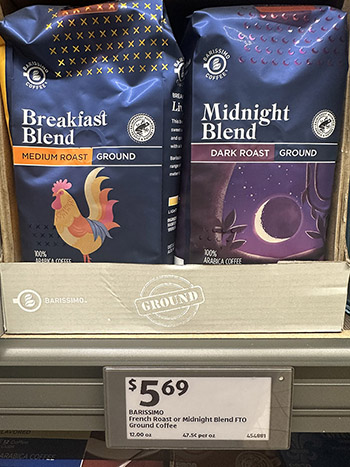 BARISSIMO
COFFEE
Breakfast
Blend
MEDIUM ROAST GROUND
100%
ARABICA COFFEE
BARISSIMO
COFFEE
Midnight
Blend
DARK ROAST GROUND
100%
ARABICA COFFEE
BARISSIMO
GROUND
$5.69
BARISSIMO
French Roast or Midnight Blend FTO
Ground Coffee
12.00 oz 47.5¢ per oz 454881